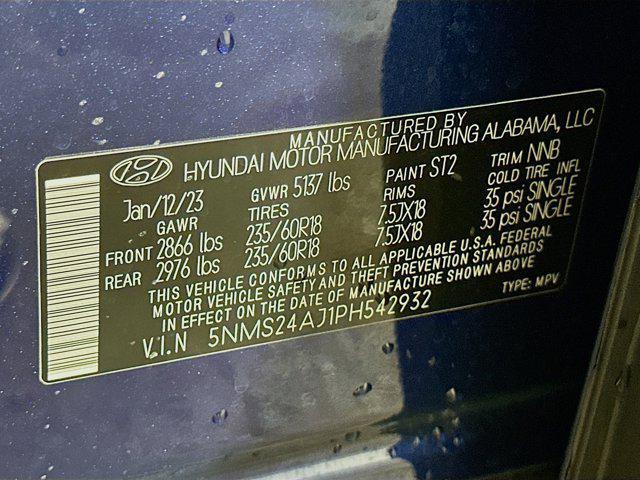 MANUFACTURED BY
HYUNDAI MOTOR MANUFACTURING ALABAMA, LLC
Jan/12/23 GVWR 5137 lbs PAINT ST2 TRIM NNB
GAWR TIRES RIMS COLD TIRE INFL
FRONT 2866 lbs 235/60R18 7.5JX18 35 psi SINGLE
REAR 2976 lbs 235/60R18 7.5JX18 35 psi SINGLE
THIS VEHICLE CONFORMS TO ALL APPLICABLE U.S.A. FEDERAL
MOTOR VEHICLE SAFETY AND THEFT PREVENTION STANDARDS
IN EFFECT ON THE DATE OF MANUFACTURE SHOWN ABOVE
V.I.N 5NMS24AJ1PH542932 TYPE: MPV